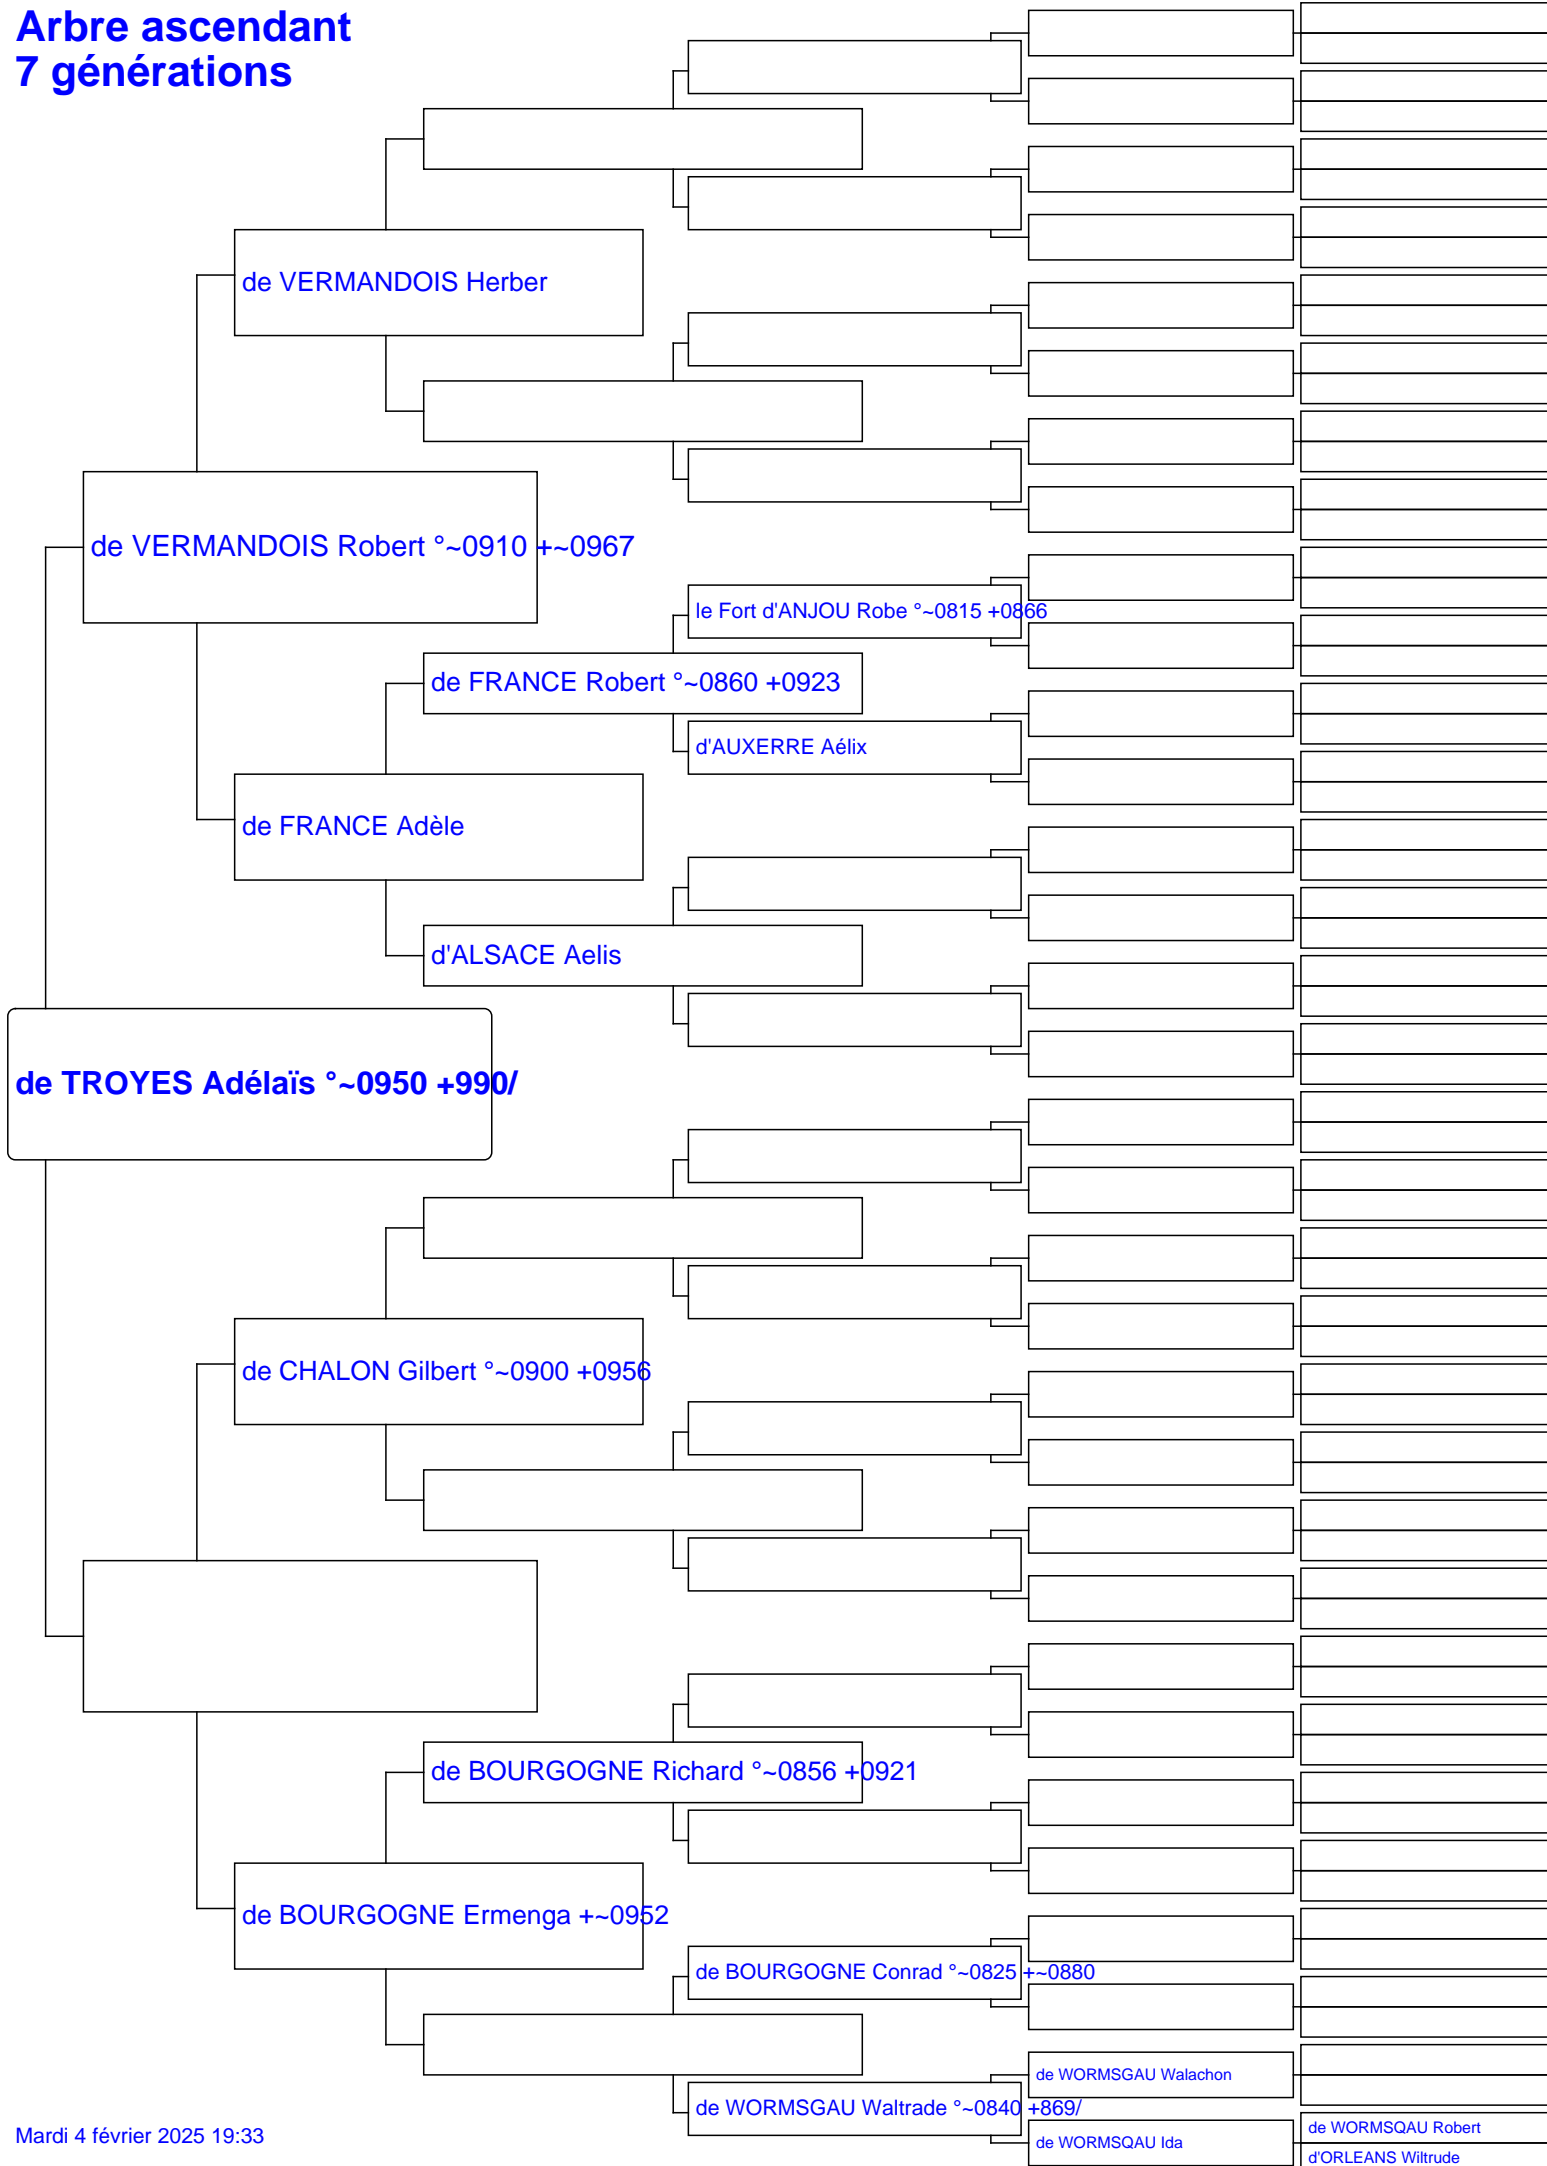 Arbre ascendant
7 générations
de VERMANDOIS Herber
de VERMANDOIS Robert °~0910 +~0967
le Fort d'ANJOU Robe °~0815 +0866
de FRANCE Robert °~0860 +0923
d'AUXERRE Aélix
de FRANCE Adèle
d'ALSACE Aelis
de TROYES Adélaïs °~0950 +990/
de CHALON Gilbert °~0900 +0956
de BOURGOGNE Richard °~0856 +0921
de BOURGOGNE Ermenga +~0952
de BOURGOGNE Conrad °~0825 +~0880
de WORMSGAU Walachon
de WORMSGAU Waltrade °~0840 +869/
de WORMSQAU Robert
de WORMSQAU Ida
d'ORLEANS Wiltrude
Mardi 4 février 2025 19:33